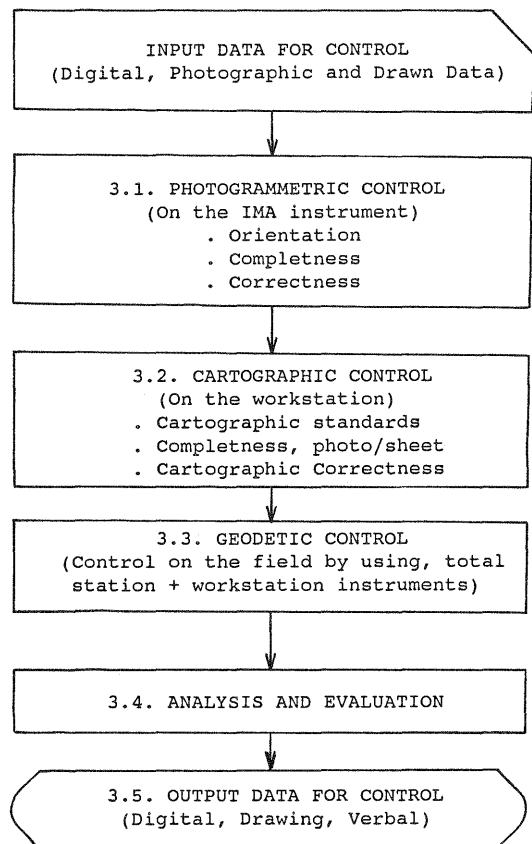 INPUT DATA FOR CONTROL
(Digital, Photographic and Drawn Data)
3.1. PHOTOGRAMMETRIC CONTROL
(On the IMA instrument)
. Orientation
. Completness
. Correctness
3.2. CARTOGRAPHIC CONTROL
(On the workstation)
. Cartographic standards
. Completness, photo/sheet
. Cartographic Correctness
3.3. GEODETIC CONTROL
(Control on the field by using, total
station + workstation instruments)
3.4. ANALYSIS AND EVALUATION
3.5. OUTPUT DATA FOR CONTROL
(Digital, Drawing, Verbal)